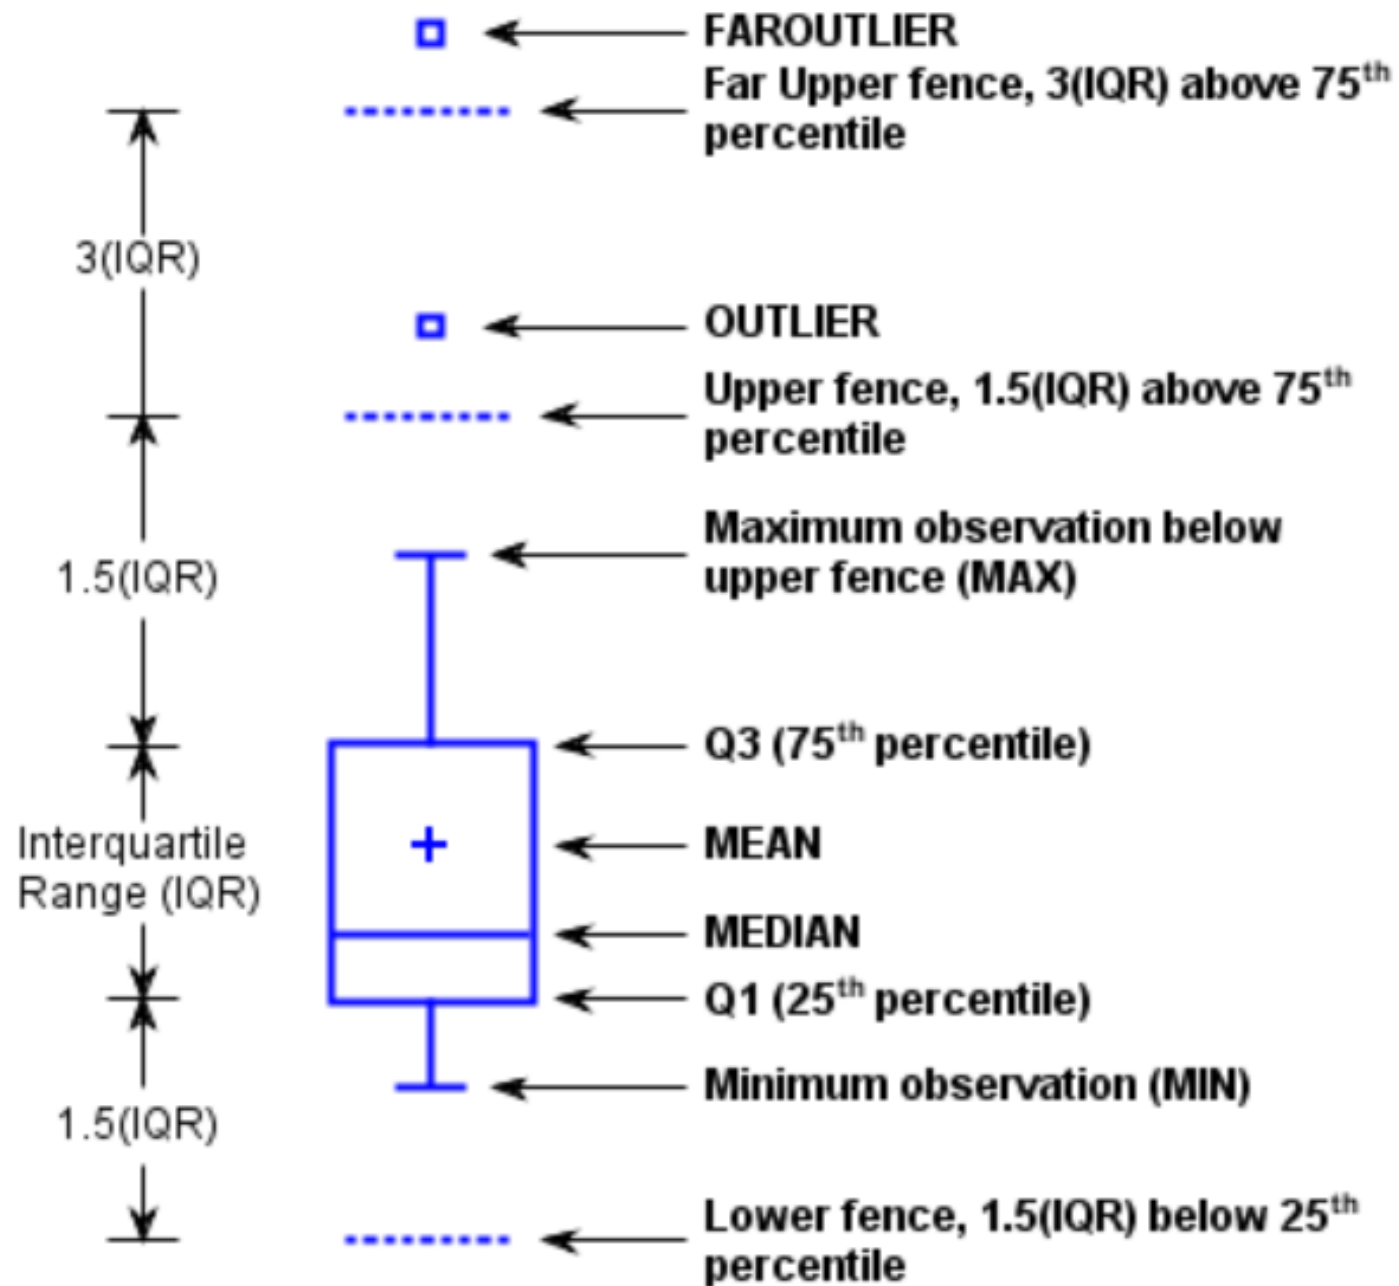 FAROUTLIER
Far Upper fence, 3(IQR) above 75th
percentile
3(IQR)
OUTLIER
Upper fence, 1.5(IQR) above 75th
percentile
Maximum observation below
upper fence (MAX)
1.5(IQR)
Q3 (75th percentile)
Interquartile
Range (IQR)
MEAN
MEDIAN
Q1 (25th percentile)
Minimum observation (MIN)
1.5(IQR)
Lower fence, 1.5(IQR) below 25th
percentile